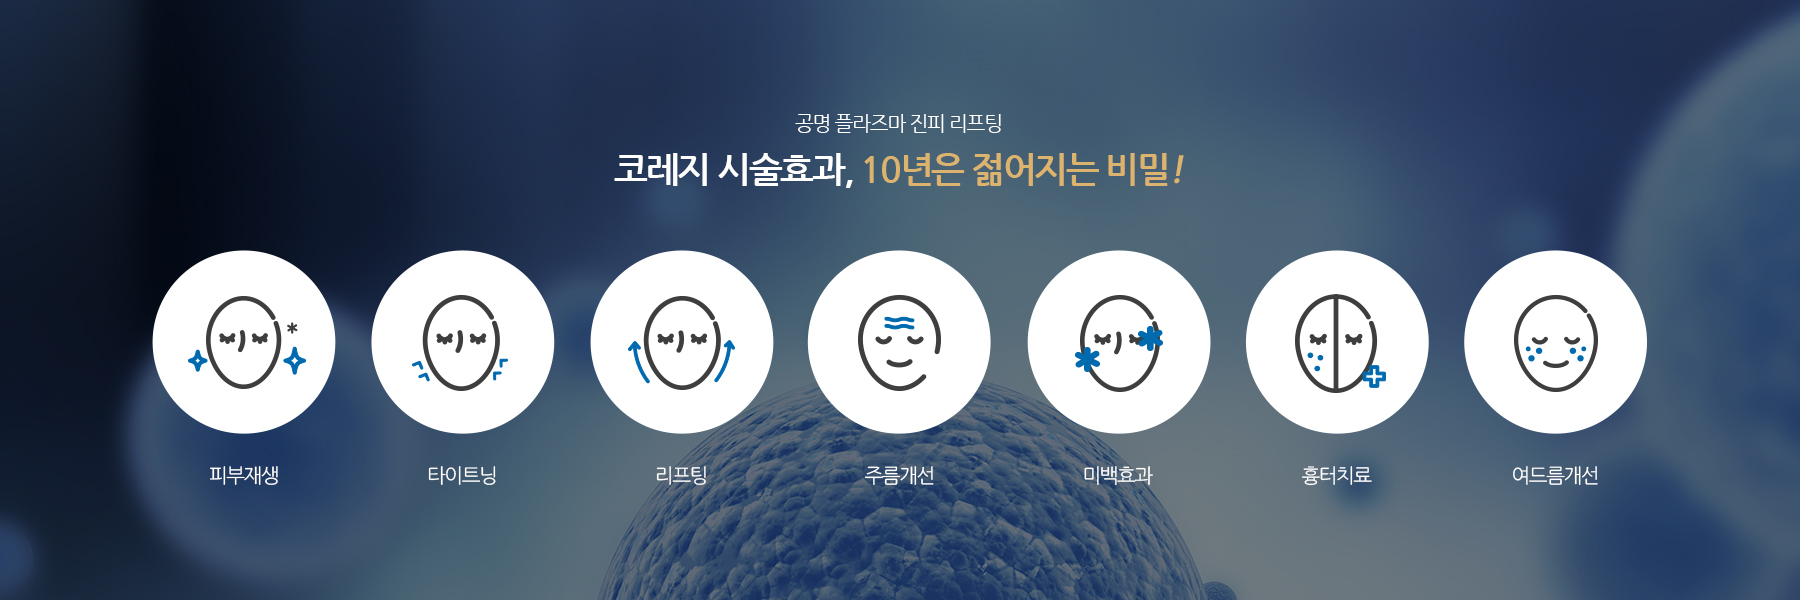 공명 플라즈마 진피 리프팅
코레지 시술효과, 10년은 젊어지는 비밀!
피부재생
타이트닝
리프팅
주름개선
미백효과
흉터치료
여드름개선